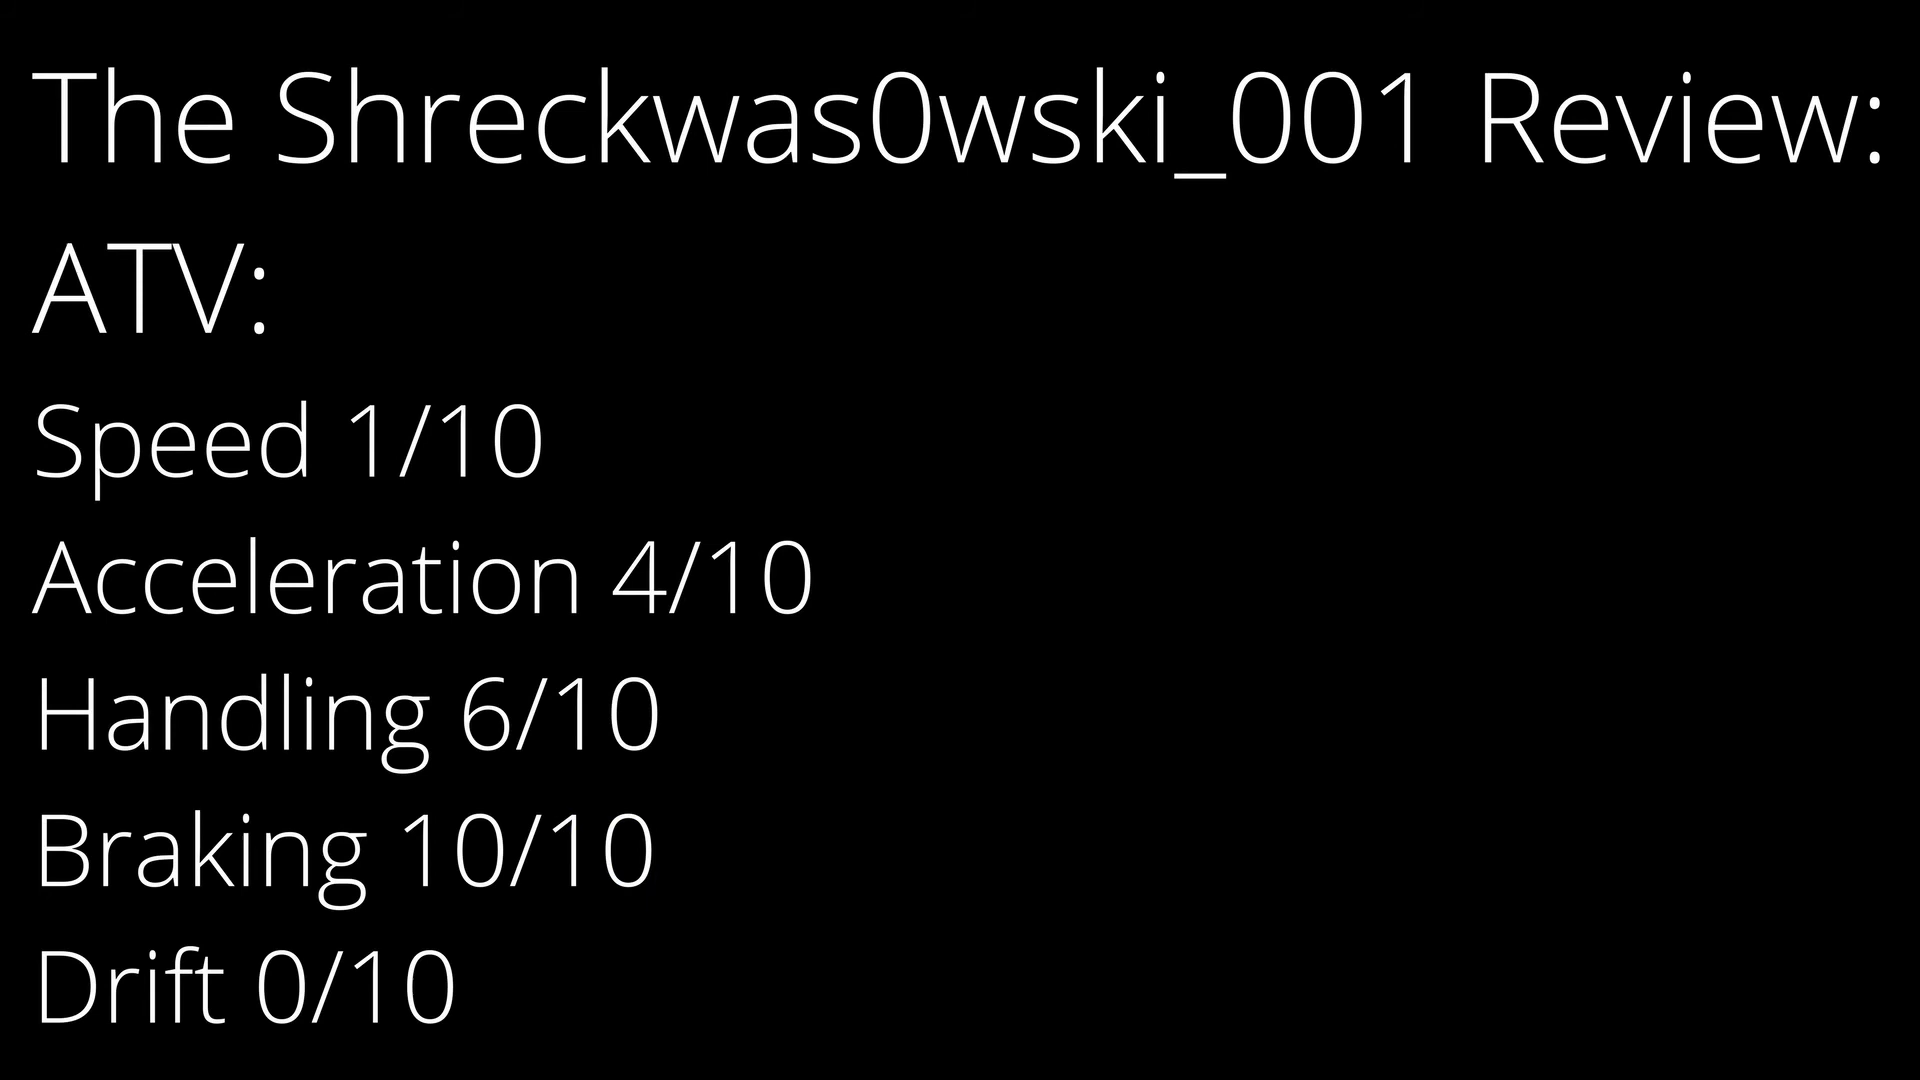 The Shreckwas0wski_001 Review:
ATV:
Speed 1/10
Acceleration 4/10
Handling 6/10
Braking 10/10
Drift 0/10